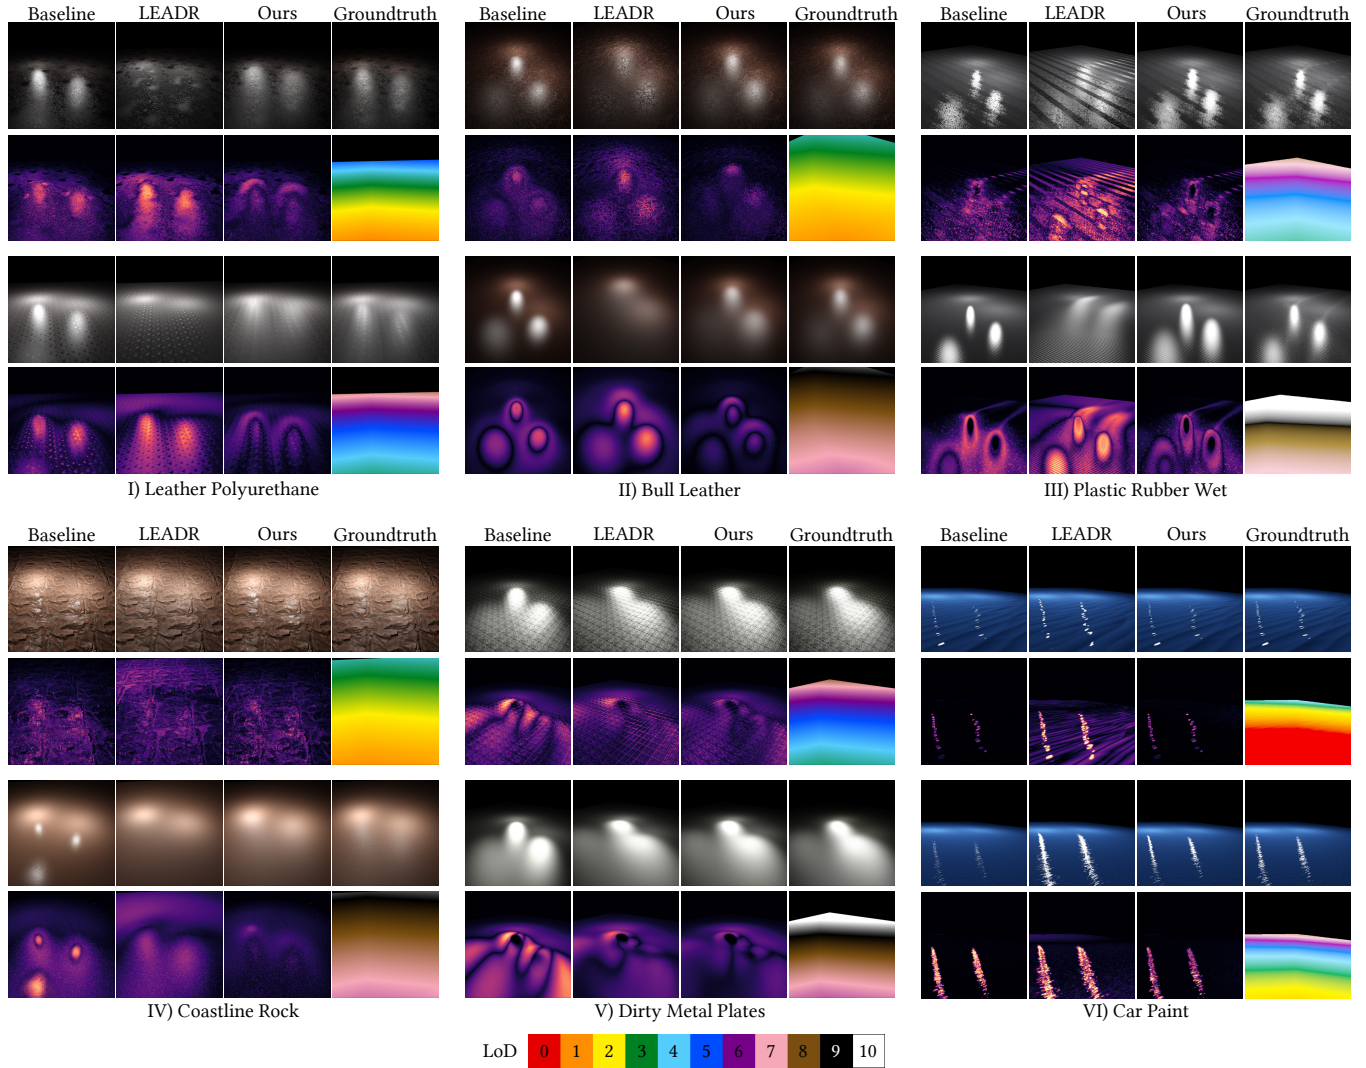 Baseline LEADR Ours Groundtruth
Baseline LEADR Ours Groundtruth
Baseline LEADR Ours Groundtruth
I) Leather Polyurethane
II) Bull Leather
III) Plastic Rubber Wet
Baseline LEADR Ours Groundtruth
Baseline LEADR Ours Groundtruth
Baseline LEADR Ours Groundtruth
IV) Coastline Rock
V) Dirty Metal Plates
VI) Car Paint
LoD 0 1 2 3 4 5 6 7 8 9 10